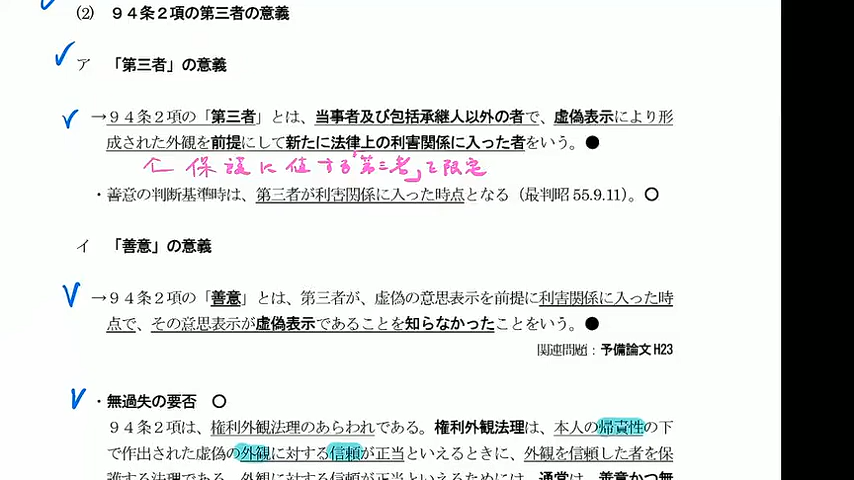 (2) ９４条２項の第三者の意義
ア 「第三者」の意義
→９４条２項の「第三者」とは、当事者及び包括承継人以外の者で、虚偽表示により形
成された外観を前提にして新たに法律上の利害関係に入った者をいう。●
↑ 保護に値する「第三者」に限定
・善意の判断基準時は、第三者が利害関係に入った時点となる（最判昭 55.9.11）。○
イ 「善意」の意義
→９４条２項の「善意」とは、第三者が、虚偽の意思表示を前提に利害関係に入った時
点で、その意思表示が虚偽表示であることを知らなかったことをいう。●
関連問題：予備論文 H23
・無過失の要否 ○
９４条２項は、権利外観法理のあらわれである。権利外観法理は、本人の帰責性の下
で作出された虚偽の外観に対する信頼が正当といえるときに、外観を信頼した者を保
護する法理である。外観に対する信頼が正当といえるためには、通常は、善意かつ無